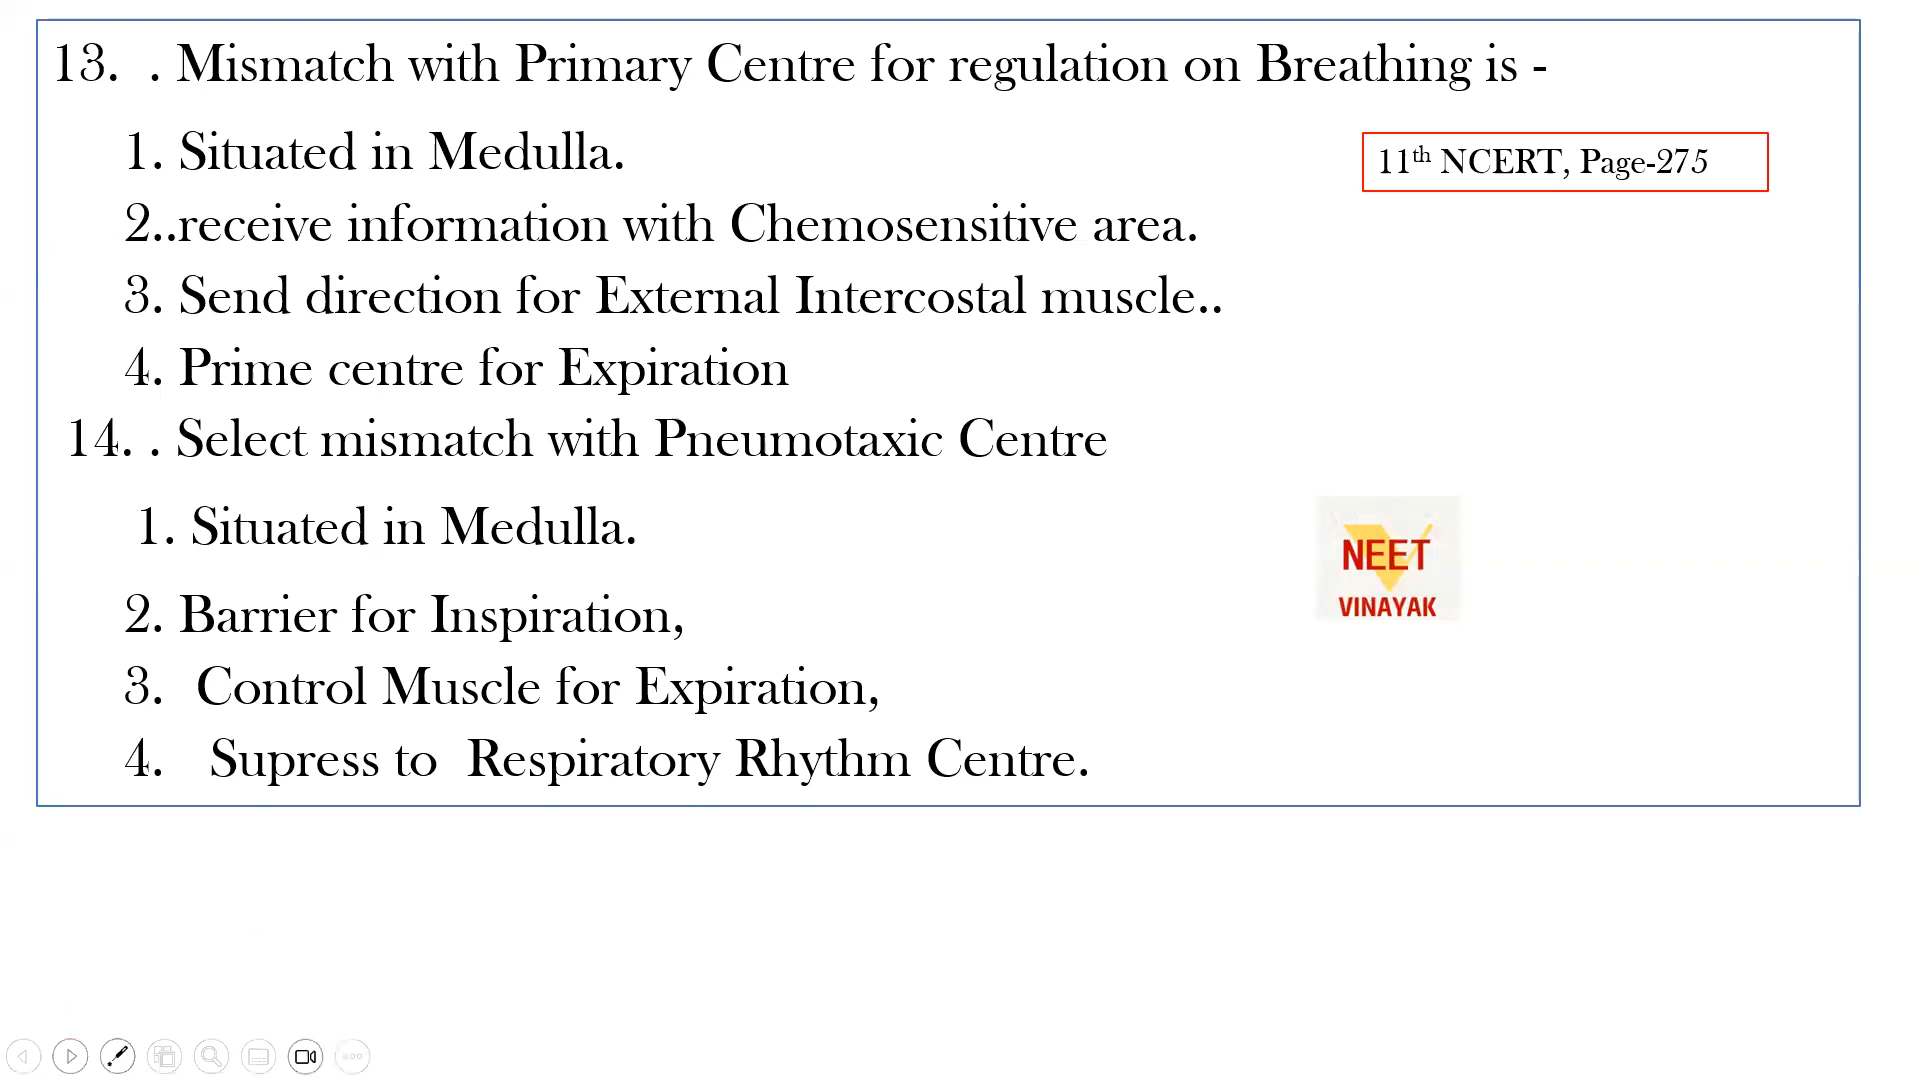 13. . Mismatch with Primary Centre for regulation on Breathing is -
1. Situated in Medulla.
11th NCERT, Page-275
2..receive information with Chemosensitive area.
3. Send direction for External Intercostal muscle..
4. Prime centre for Expiration
14. . Select mismatch with Pneumotaxic Centre
1. Situated in Medulla.
NEET
VINAYAK
2. Barrier for Inspiration,
3. Control Muscle for Expiration,
4. Supress to Respiratory Rhythm Centre.